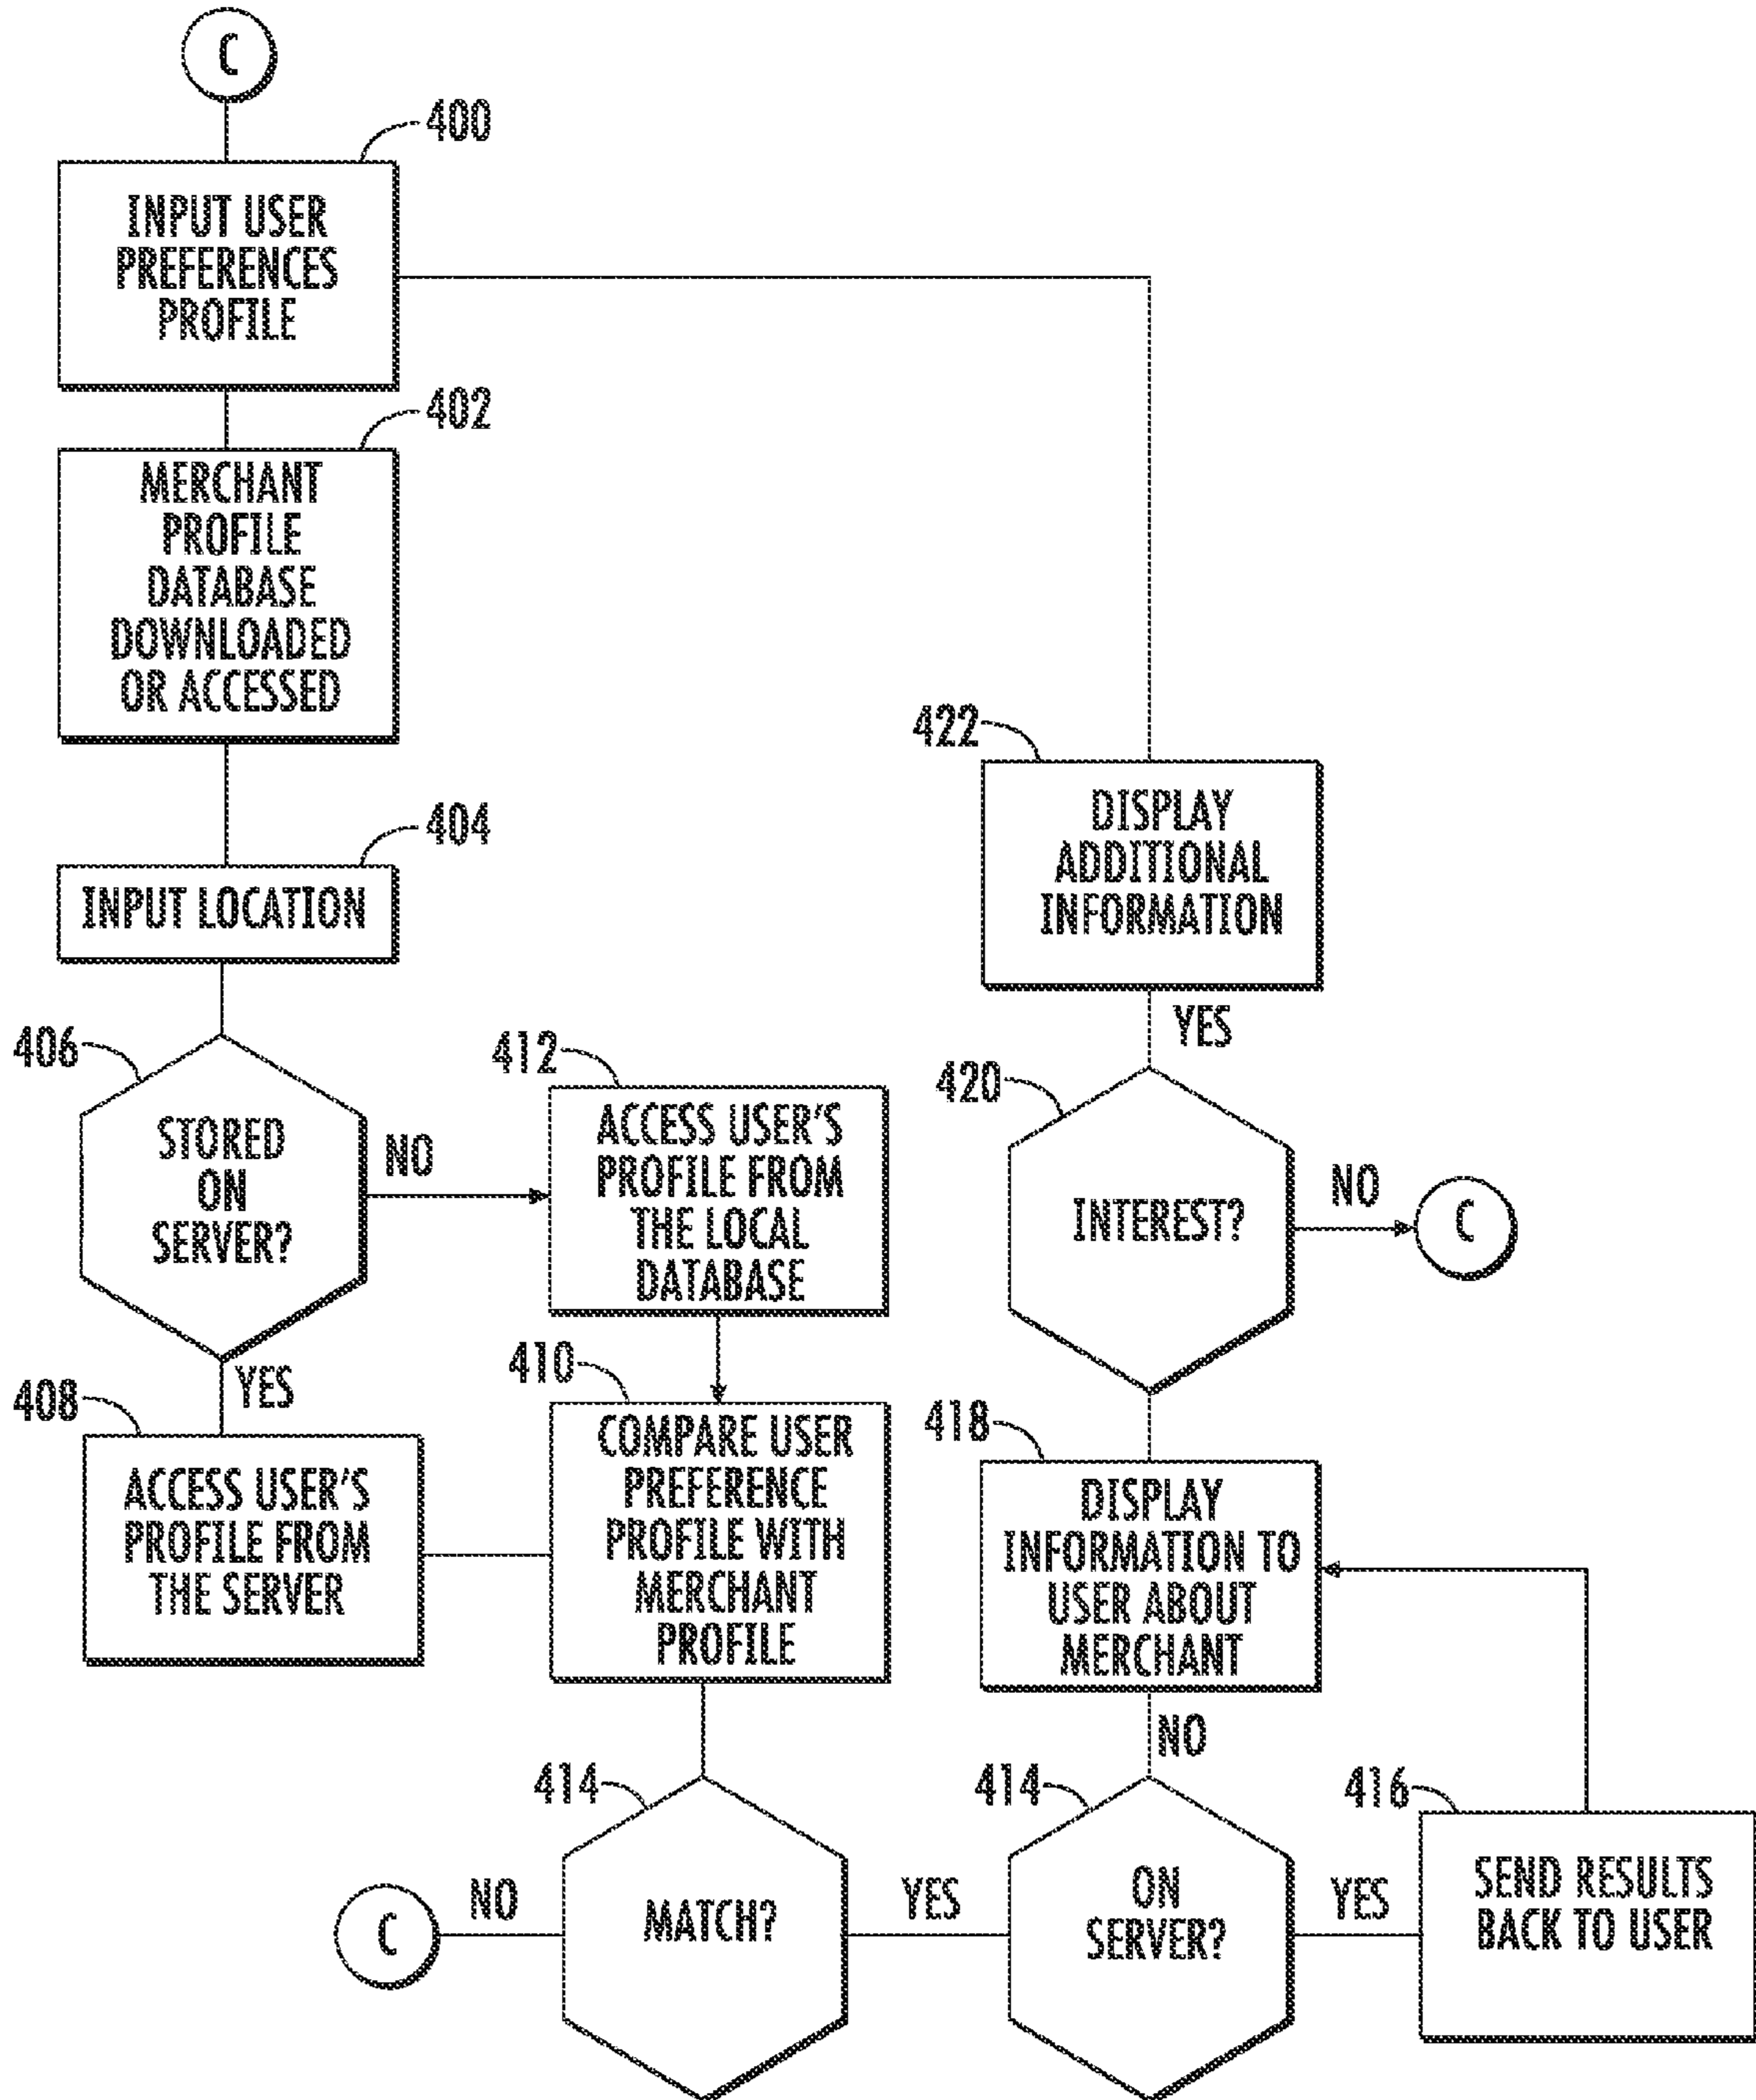 C
400
INPUT USER
PREFERENCES
PROFILE
402
MERCHANT
PROFILE
DATABASE
DOWNLOADED
OR ACCESSED
404
INPUT LOCATION
406
STORED
ON
SERVER?
NO
YES
412
ACCESS USER'S
PROFILE FROM
THE LOCAL
DATABASE
408
ACCESS USER'S
PROFILE FROM
THE SERVER
410
COMPARE USER
PREFERENCE
PROFILE WITH
MERCHANT
PROFILE
414
MATCH?
NO
C
YES
414
ON
SERVER?
YES
416
SEND RESULTS
BACK TO USER
NO
418
DISPLAY
INFORMATION TO
USER ABOUT
MERCHANT
420
INTEREST?
NO
C
YES
422
DISPLAY
ADDITIONAL
INFORMATION